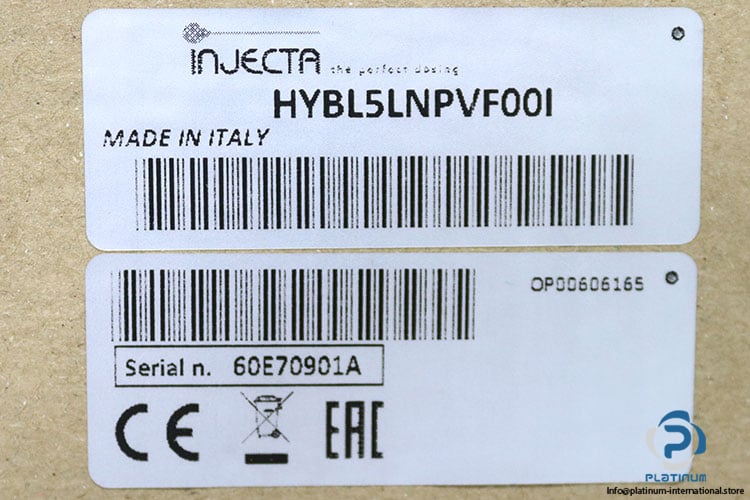 INJECTA the perfect dosing
HYBL5LNPVF00I
MADE IN ITALY
OP00606165
Serial n. 60E70901A
CE EAC
PLATINUM
Info@platinum-international.store